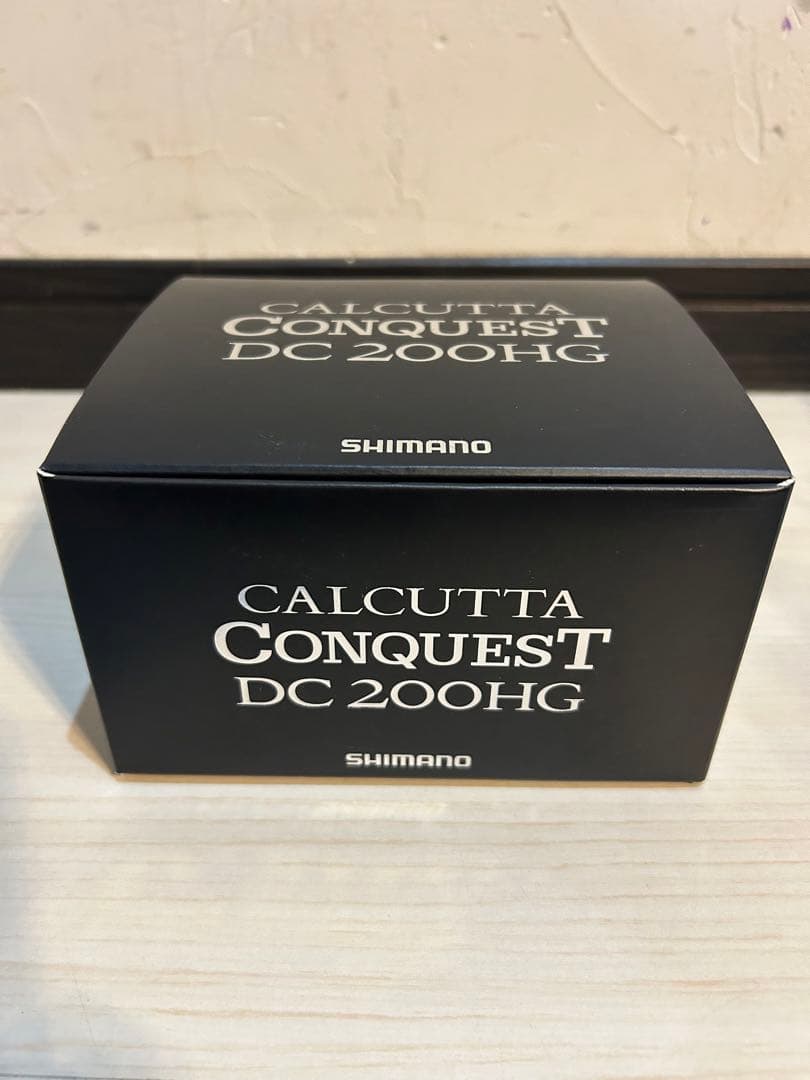 CALCUTTA
CONQUEST
DC 200HG
SHIMANO
CALCUTTA
CONQUEST
DC 200HG
SHIMANO